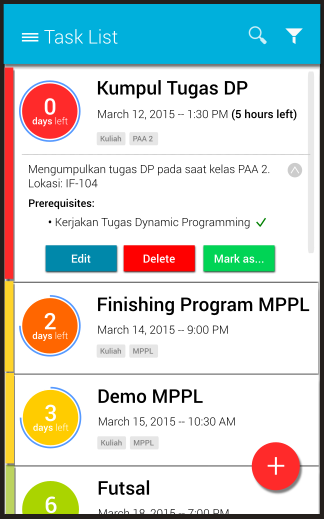 Task List
0
days left
Kumpul Tugas DP
March 12, 2015 -- 1:30 PM (5 hours left)
Kuliah PAA 2
Mengumpulkan tugas DP pada saat kelas PAA 2.
Lokasi: IF-104
Prerequisites:
• Kerjakan Tugas Dynamic Programming ✓
Edit Delete Mark as...
2
days left
Finishing Program MPPL
March 14, 2015 -- 9:00 PM
Kuliah MPPL
3
days left
Demo MPPL
March 15, 2015 -- 10:30 AM
Kuliah MPPL
+
6
Futsal
March 18, 2015 -- 7:00 PM